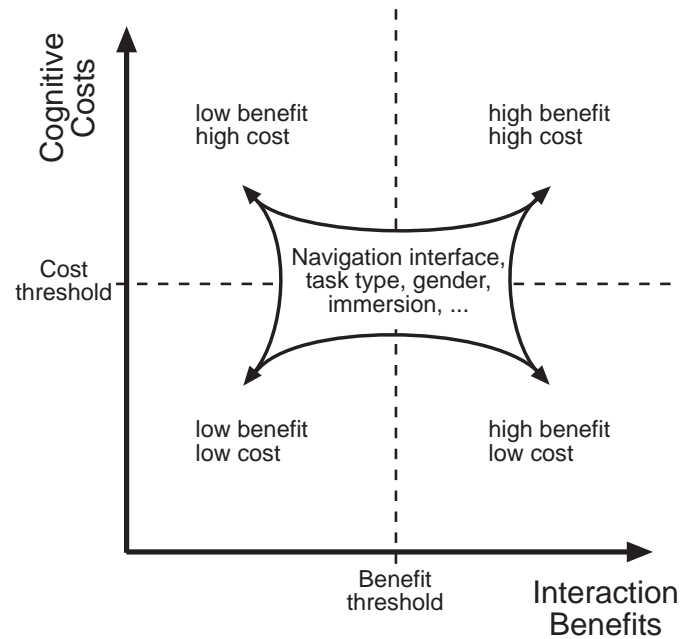 Cognitive
Costs
low benefit
high cost
high benefit
high cost
Navigation interface,
task type, gender,
immersion, ...
Cost
threshold
low benefit
low cost
high benefit
low cost
Benefit
threshold
Interaction
Benefits